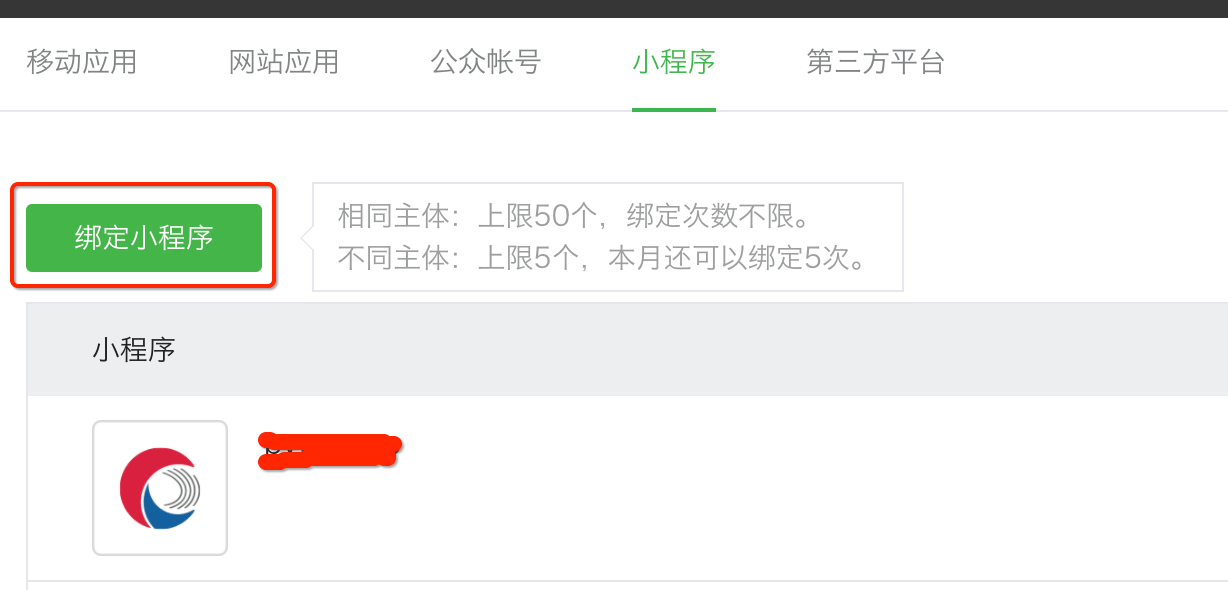 移动应用 网站应用 公众帐号 小程序 第三方平台
绑定小程序
相同主体：上限50个，绑定次数不限。
不同主体：上限5个，本月还可以绑定5次。
小程序